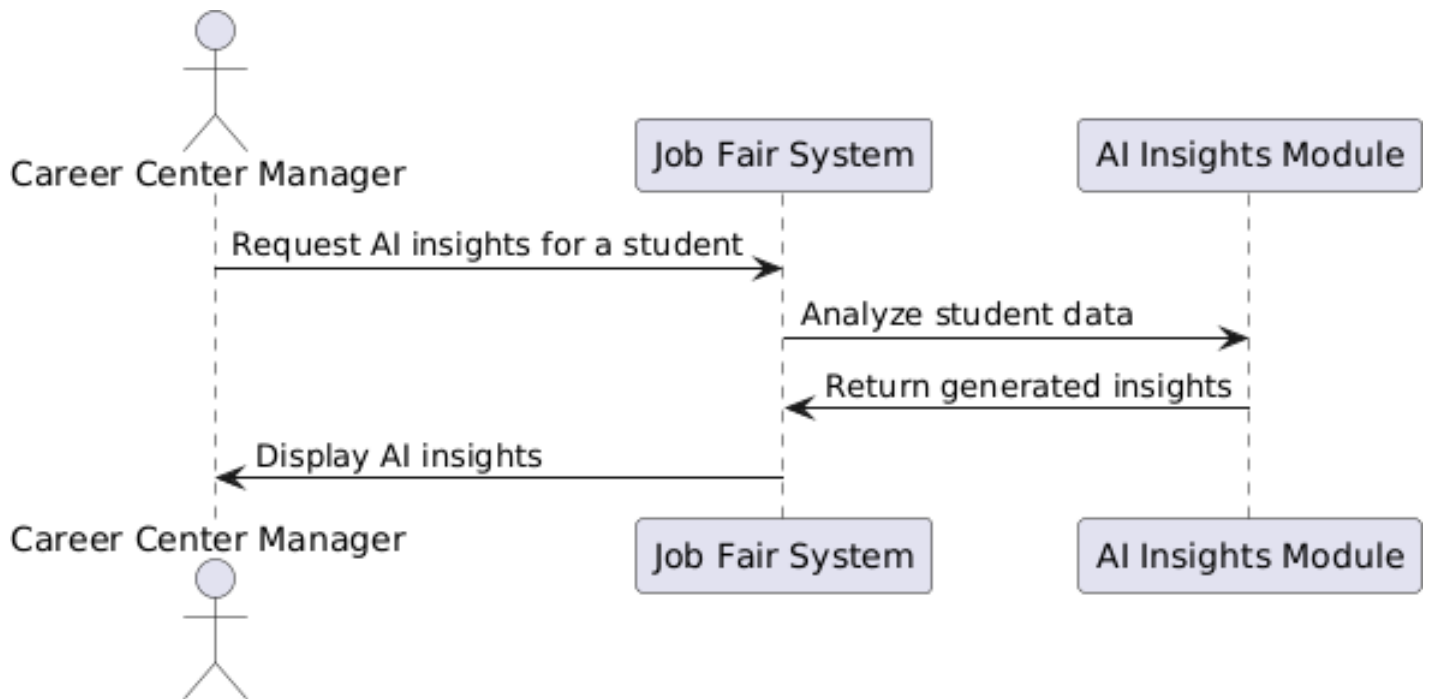 Career Center Manager
Job Fair System
AI Insights Module
Request AI insights for a student
Analyze student data
Return generated insights
Display AI insights
Career Center Manager
Job Fair System
AI Insights Module